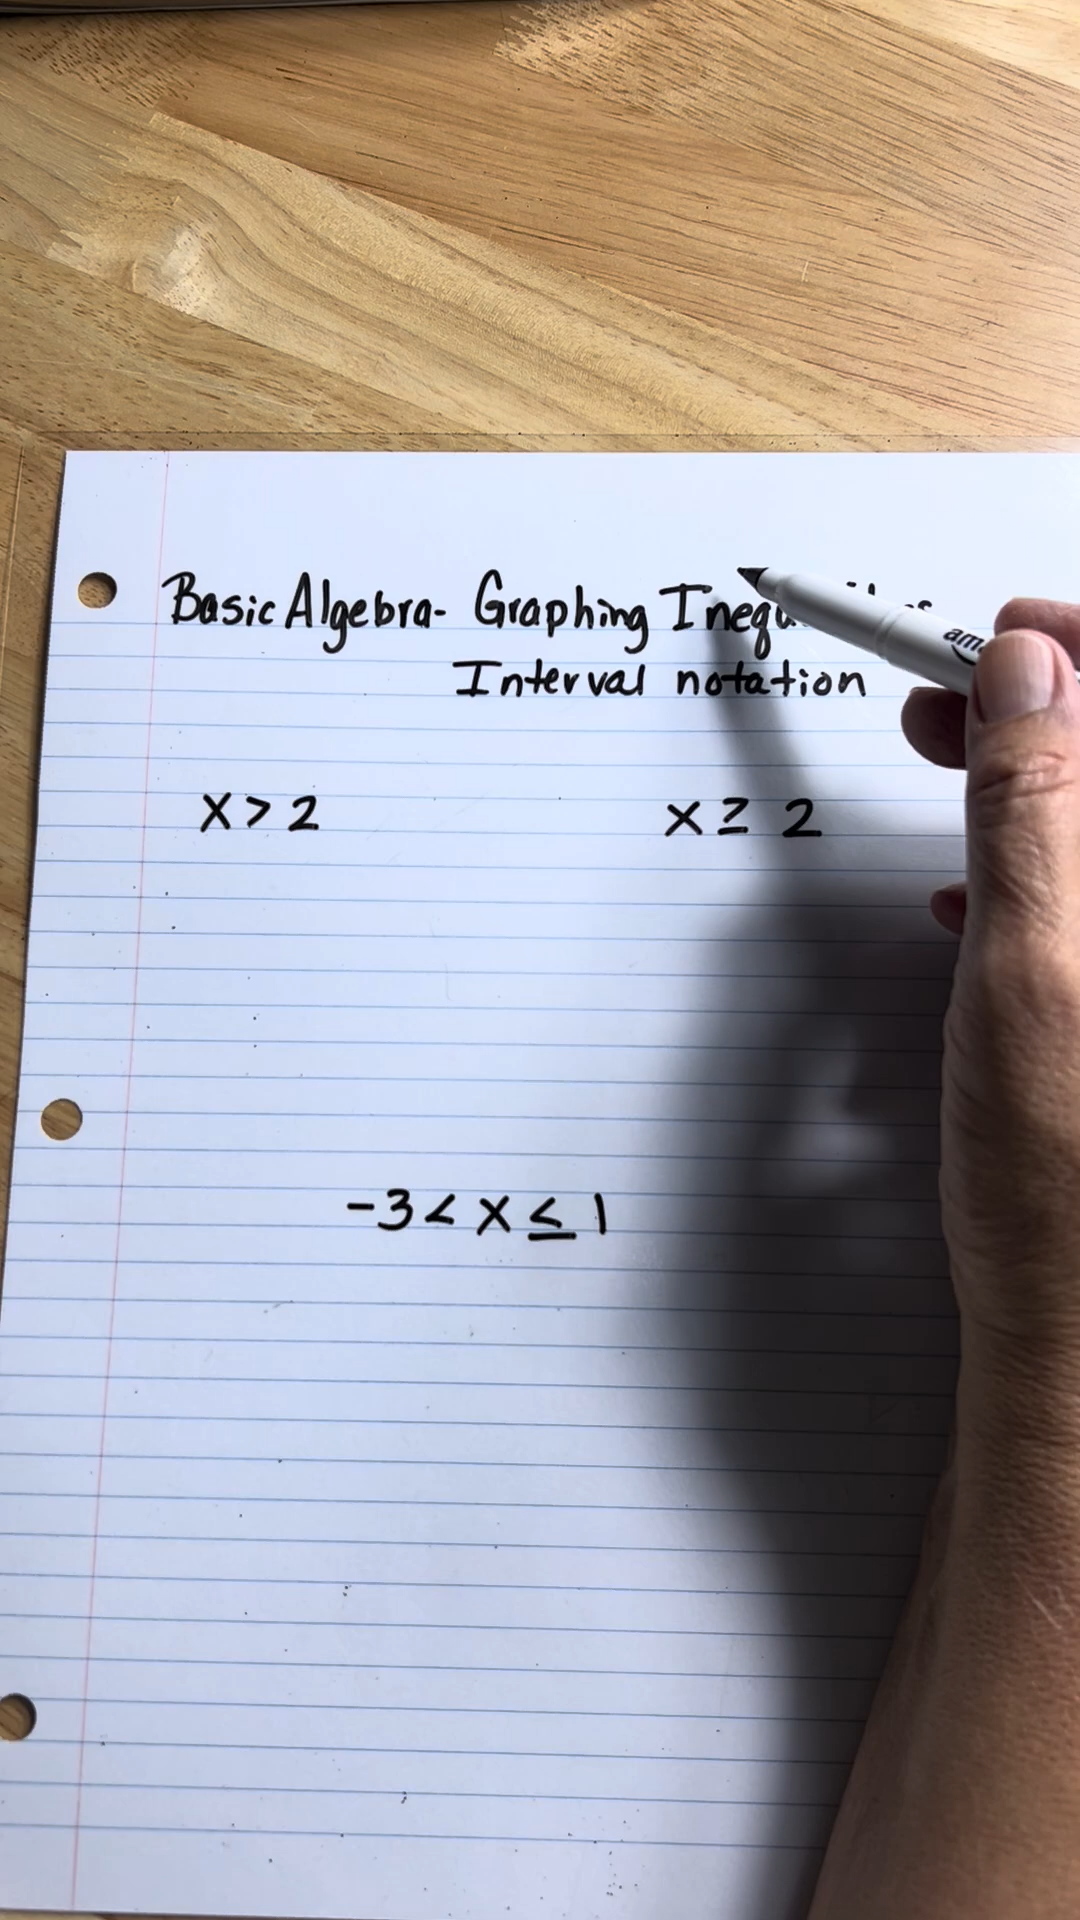 Basic Algebra- Graphing
Interval notation
x > 2
x ≥ 2
-3 < x ≤ 1